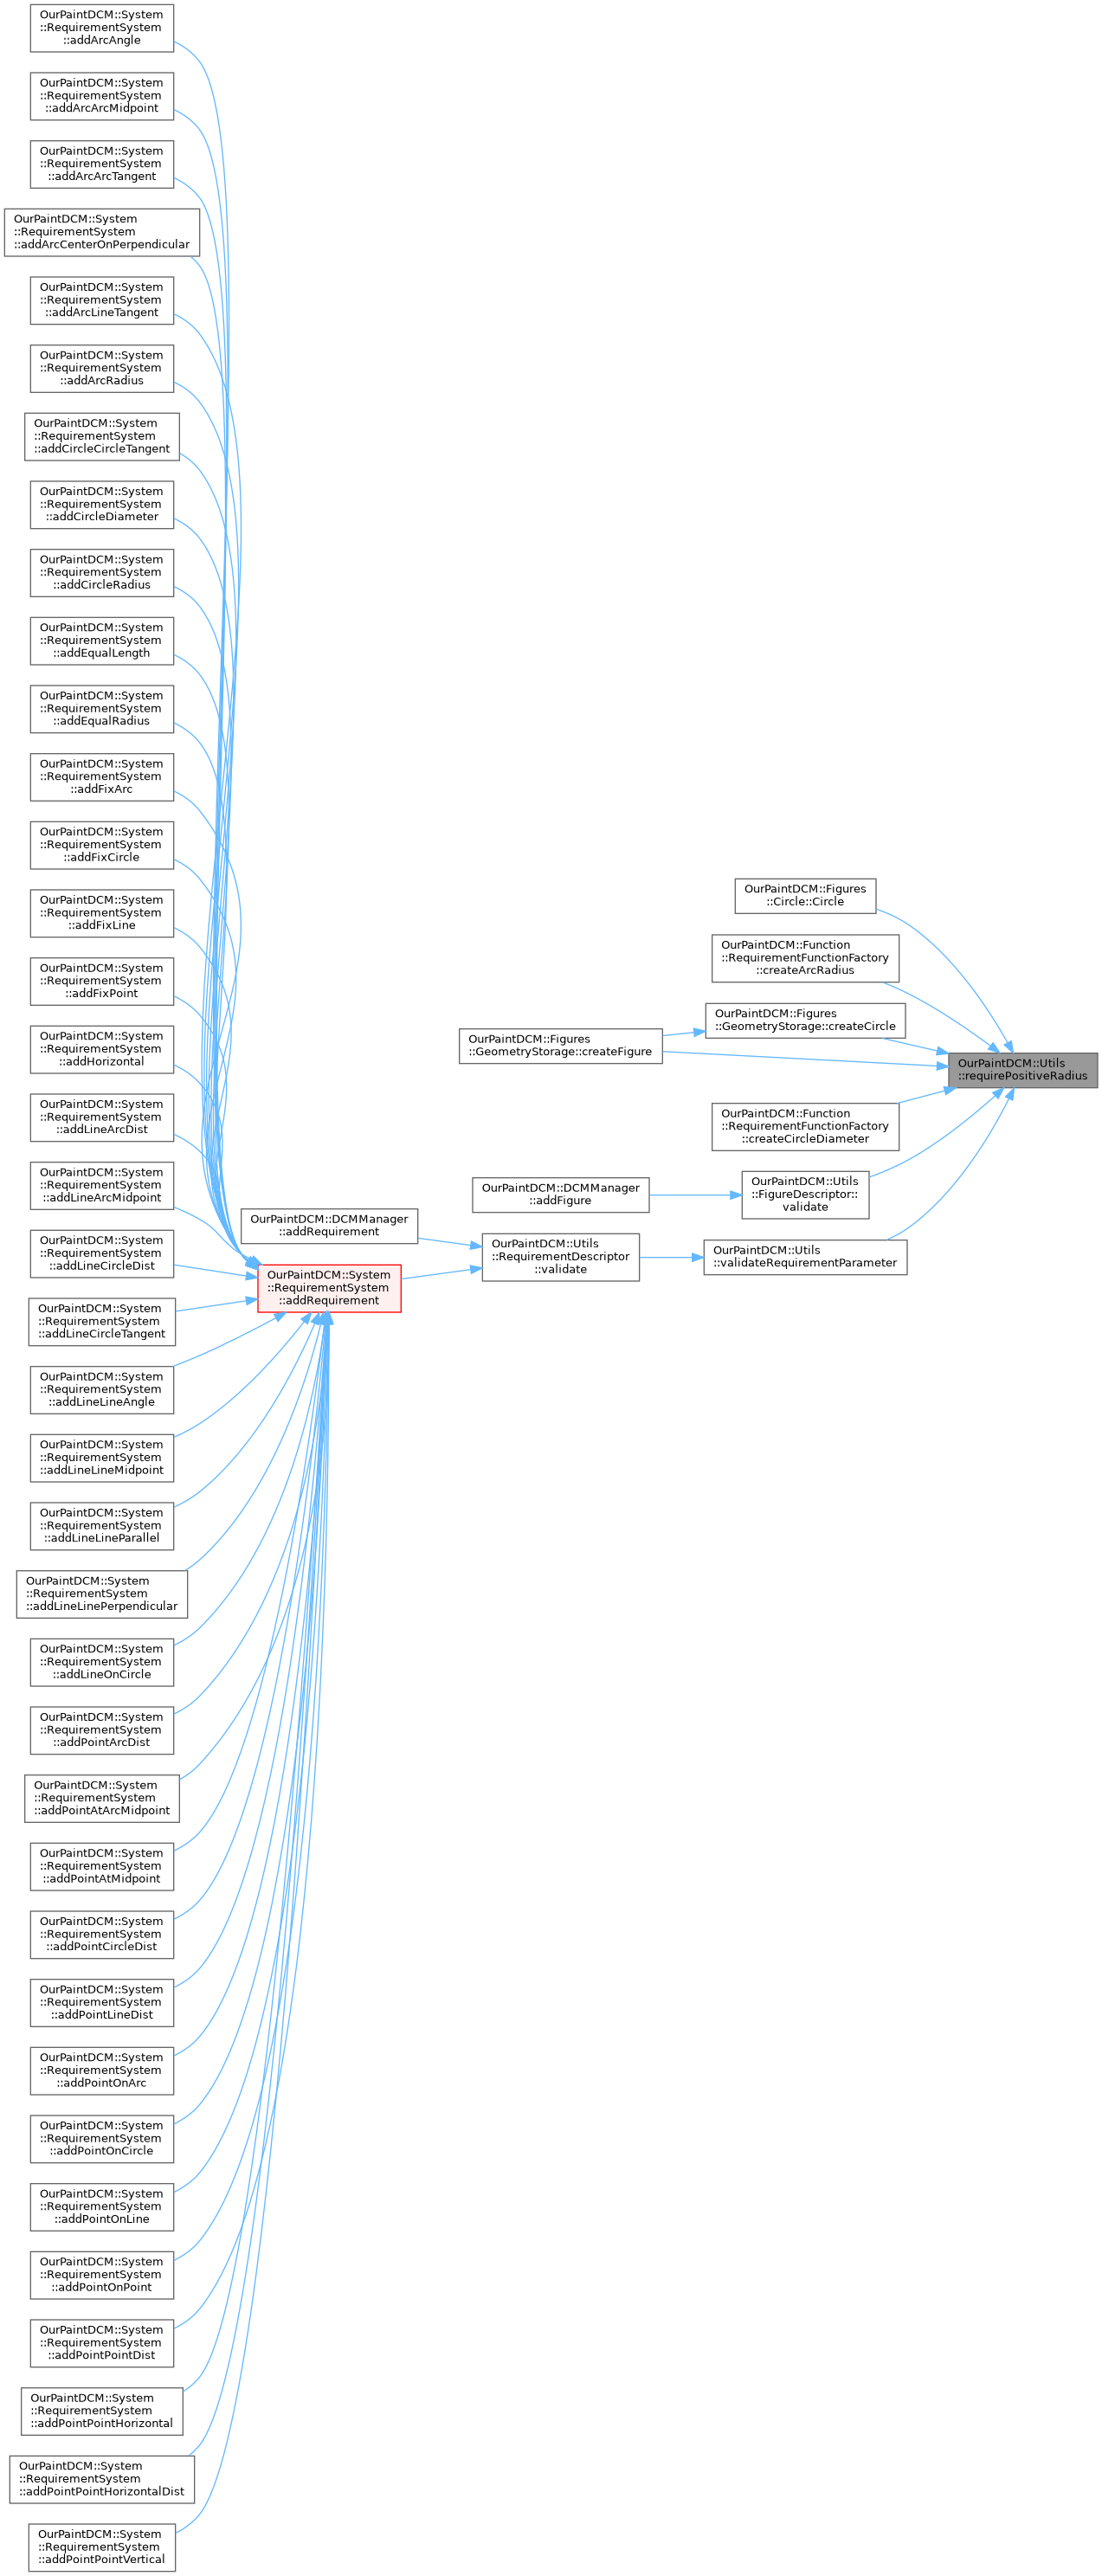 OurPaintDCM::System
::RequirementSystem
::addArcAngle
OurPaintDCM::System
::RequirementSystem
::addArcArcMidpoint
OurPaintDCM::System
::RequirementSystem
::addArcArcTangent
OurPaintDCM::System
::RequirementSystem
::addArcCenterOnPerpendicular
OurPaintDCM::System
::RequirementSystem
::addArcLineTangent
OurPaintDCM::System
::RequirementSystem
::addArcRadius
OurPaintDCM::System
::RequirementSystem
::addCircleCircleTangent
OurPaintDCM::System
::RequirementSystem
::addCircleDiameter
OurPaintDCM::System
::RequirementSystem
::addCircleRadius
OurPaintDCM::System
::RequirementSystem
::addEqualLength
OurPaintDCM::System
::RequirementSystem
::addEqualRadius
OurPaintDCM::System
::RequirementSystem
::addFixArc
OurPaintDCM::System
::RequirementSystem
::addFixCircle
OurPaintDCM::System
::RequirementSystem
::addFixLine
OurPaintDCM::System
::RequirementSystem
::addFixPoint
OurPaintDCM::System
::RequirementSystem
::addHorizontal
OurPaintDCM::System
::RequirementSystem
::addLineArcDist
OurPaintDCM::System
::RequirementSystem
::addLineArcMidpoint
OurPaintDCM::System
::RequirementSystem
::addLineCircleDist
OurPaintDCM::System
::RequirementSystem
::addLineCircleTangent
OurPaintDCM::System
::RequirementSystem
::addLineLineAngle
OurPaintDCM::System
::RequirementSystem
::addLineLineMidpoint
OurPaintDCM::System
::RequirementSystem
::addLineLineParallel
OurPaintDCM::System
::RequirementSystem
::addLineLinePerpendicular
OurPaintDCM::System
::RequirementSystem
::addLineOnCircle
OurPaintDCM::System
::RequirementSystem
::addPointArcDist
OurPaintDCM::System
::RequirementSystem
::addPointAtArcMidpoint
OurPaintDCM::System
::RequirementSystem
::addPointAtMidpoint
OurPaintDCM::System
::RequirementSystem
::addPointCircleDist
OurPaintDCM::System
::RequirementSystem
::addPointLineDist
OurPaintDCM::System
::RequirementSystem
::addPointOnArc
OurPaintDCM::System
::RequirementSystem
::addPointOnCircle
OurPaintDCM::System
::RequirementSystem
::addPointOnLine
OurPaintDCM::System
::RequirementSystem
::addPointOnPoint
OurPaintDCM::System
::RequirementSystem
::addPointPointDist
OurPaintDCM::System
::RequirementSystem
::addPointPointHorizontal
OurPaintDCM::System
::RequirementSystem
::addPointPointHorizontalDist
OurPaintDCM::System
::RequirementSystem
::addPointPointVertical
OurPaintDCM::DCMManager
::addRequirement
OurPaintDCM::System
::RequirementSystem
::addRequirement
OurPaintDCM::Figures
::GeometryStorage::createFigure
OurPaintDCM::DCMManager
::addFigure
OurPaintDCM::Utils
::RequirementDescriptor
::validate
OurPaintDCM::Figures
::Circle::Circle
OurPaintDCM::Function
::RequirementFunctionFactory
::createArcRadius
OurPaintDCM::Figures
::GeometryStorage::createCircle
OurPaintDCM::Function
::RequirementFunctionFactory
::createCircleDiameter
OurPaintDCM::Utils
::FigureDescriptor::
validate
OurPaintDCM::Utils
::validateRequirementParameter
OurPaintDCM::Utils
::requirePositiveRadius